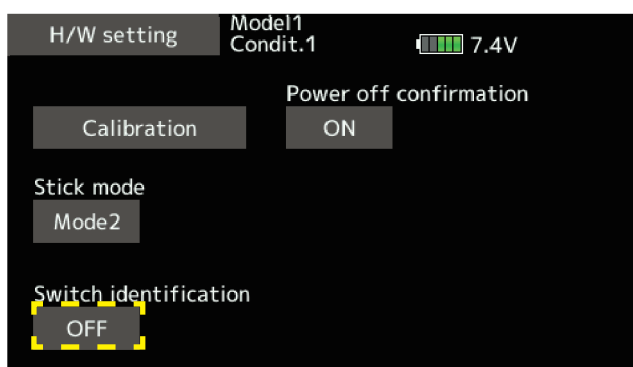 H/W setting
Model1
Condit.1
7.4V
Power off confirmation
Calibration
ON
Stick mode
Mode2
Switch identification
OFF